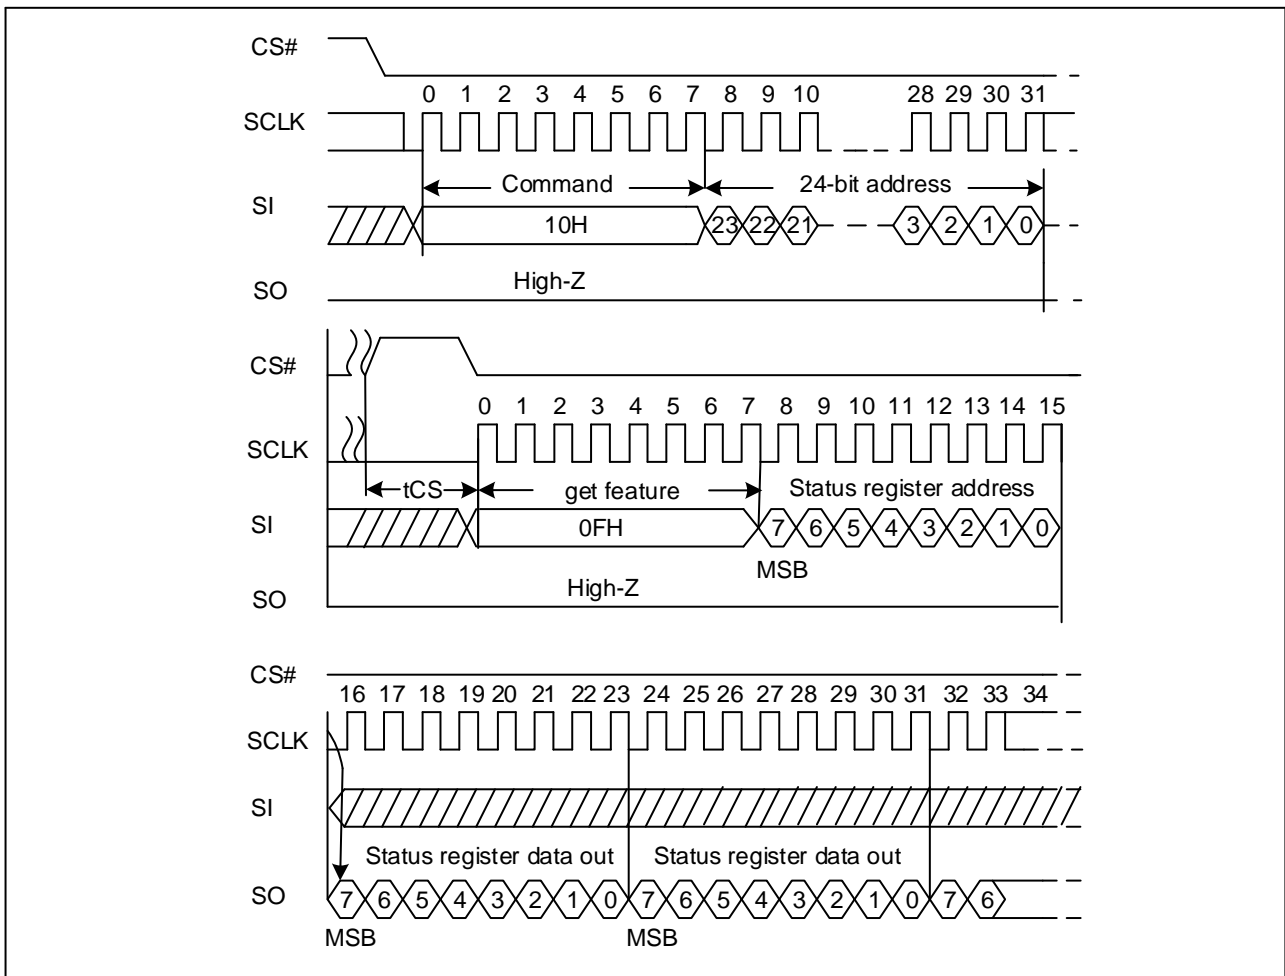 CS#
0 1 2 3 4 5 6 7 8 9 10 28 29 30 31
SCLK
Command 24-bit address
SI
10H 23 22 21 3 2 1 0
High-Z
SO
CS#
0 1 2 3 4 5 6 7 8 9 10 11 12 13 14 15
SCLK
tCS get feature Status register address
SI
0FH 7 6 5 4 3 2 1 0
MSB
High-Z
SO
CS#
16 17 18 19 20 21 22 23 24 25 26 27 28 29 30 31 32 33 34
SCLK
SI
Status register data out Status register data out
SO 7 6 5 4 3 2 1 0 7 6 5 4 3 2 1 0 7 6
MSB MSB